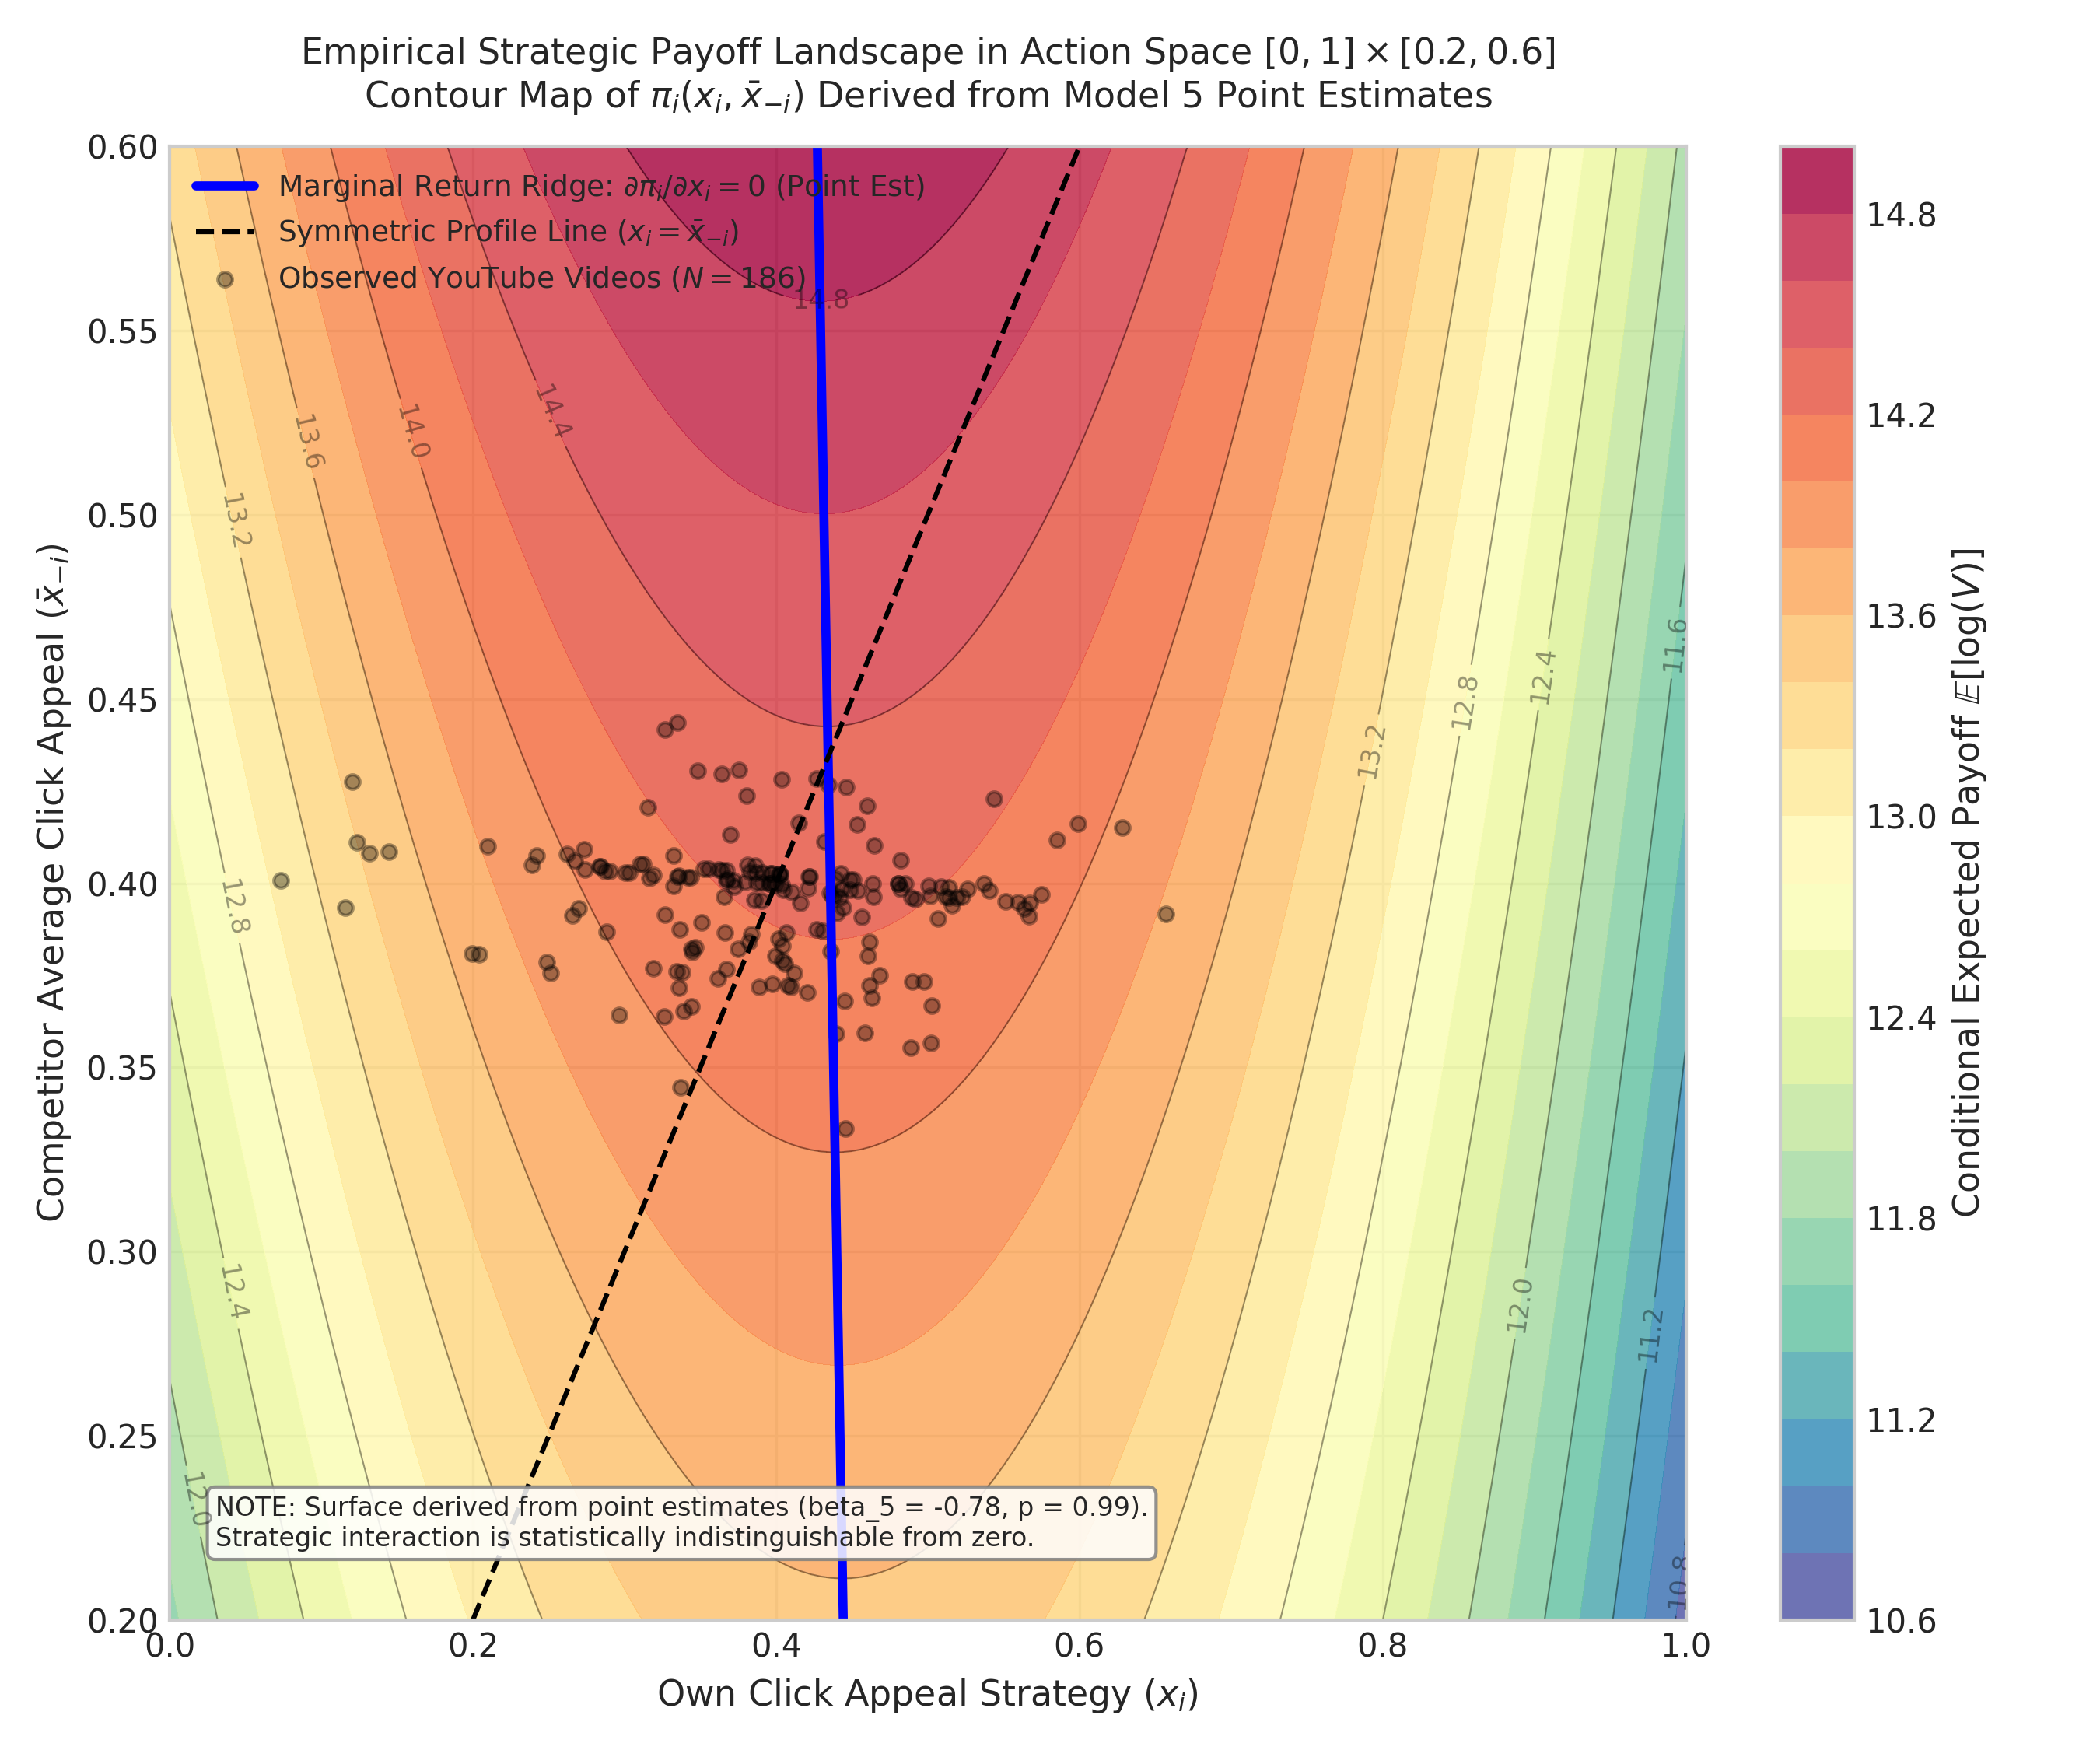 Empirical Strategic Payoff Landscape in Action Space [0, 1] × [0.2, 0.6]
Contour Map of πᵢ(xᵢ, x̄₋ᵢ) Derived from Model 5 Point Estimates
Marginal Return Ridge: ∂πᵢ/∂xᵢ = 0 (Point Est)
Symmetric Profile Line (xᵢ = x̄₋ᵢ)
Observed YouTube Videos (N = 186)
Competitor Average Click Appeal (x̄₋ᵢ)
0.60
0.55
0.50
0.45
0.40
0.35
0.30
0.25
0.20
14.8
14.4
14.0
13.6
13.2
12.8
12.4
12.0
13.2
12.8
12.4
11.6
12.0
11.2
10.8
NOTE: Surface derived from point estimates (beta_5 = -0.78, p = 0.99).
Strategic interaction is statistically indistinguishable from zero.
0.0 0.2 0.4 0.6 0.8 1.0
Own Click Appeal Strategy (xᵢ)
14.8
14.2
13.6
13.0
12.4
11.8
11.2
10.6
Conditional Expected Payoff 𝔼[log(V)]